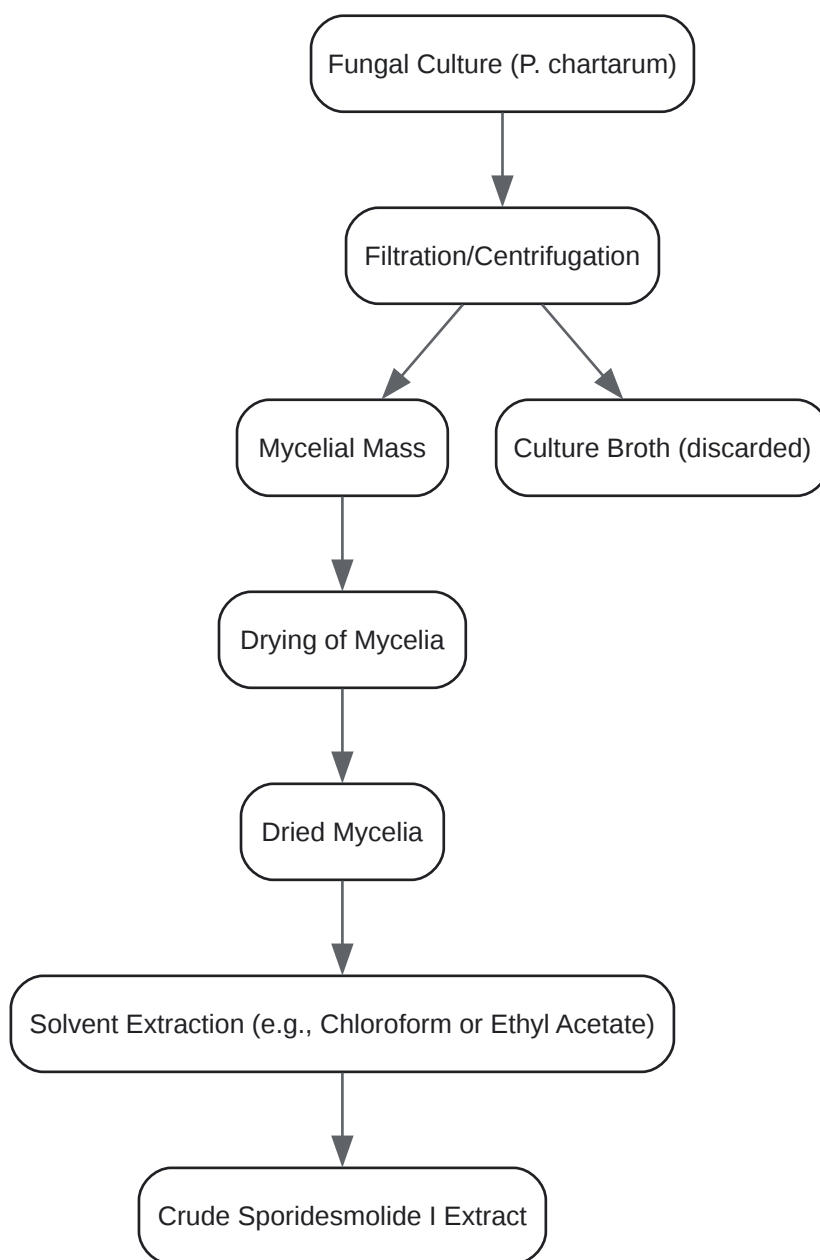 Fungal Culture (P. chartarum)
Filtration/Centrifugation
Mycelial Mass
Culture Broth (discarded)
Drying of Mycelia
Dried Mycelia
Solvent Extraction (e.g., Chloroform or Ethyl Acetate)
Crude Sporidesmolide I Extract